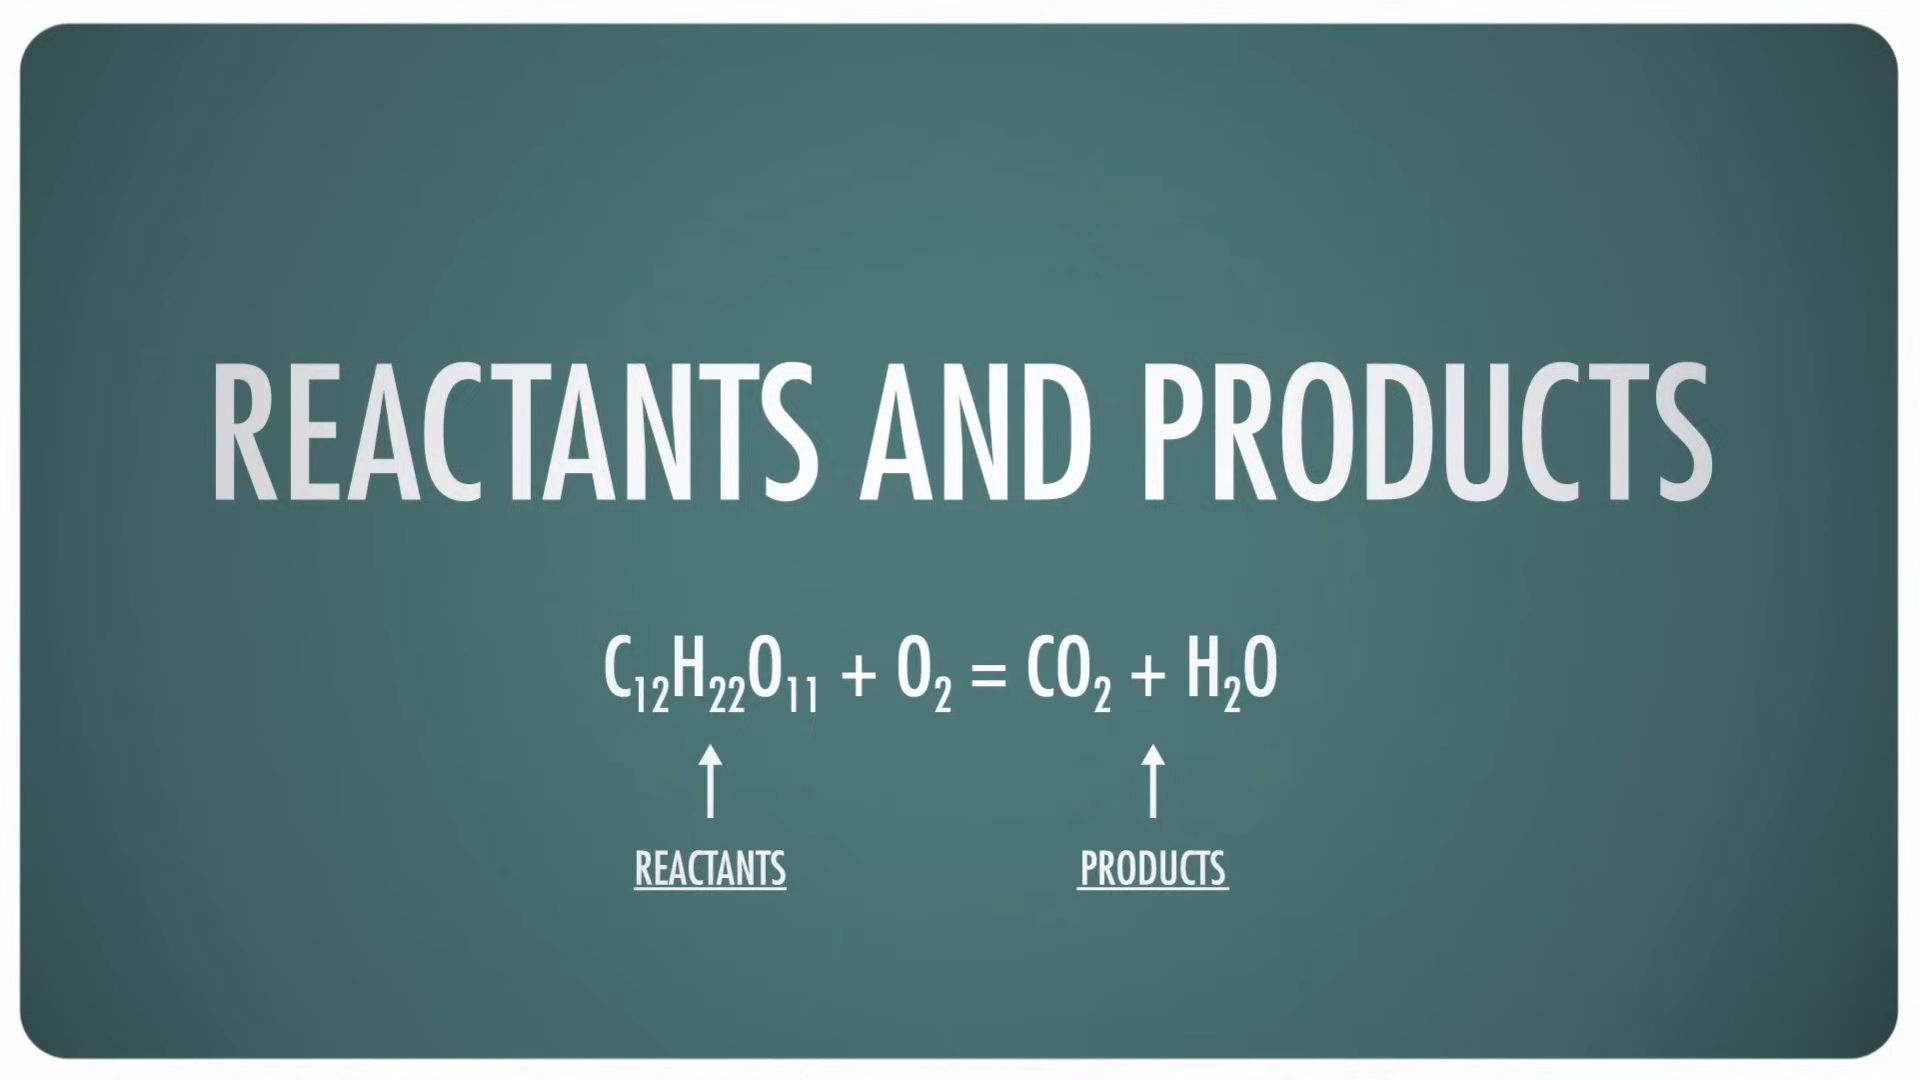 REACTANTS AND PRODUCTS
C₁₂H₂₂O₁₁ + O₂ = CO₂ + H₂O
REACTANTS
PRODUCTS